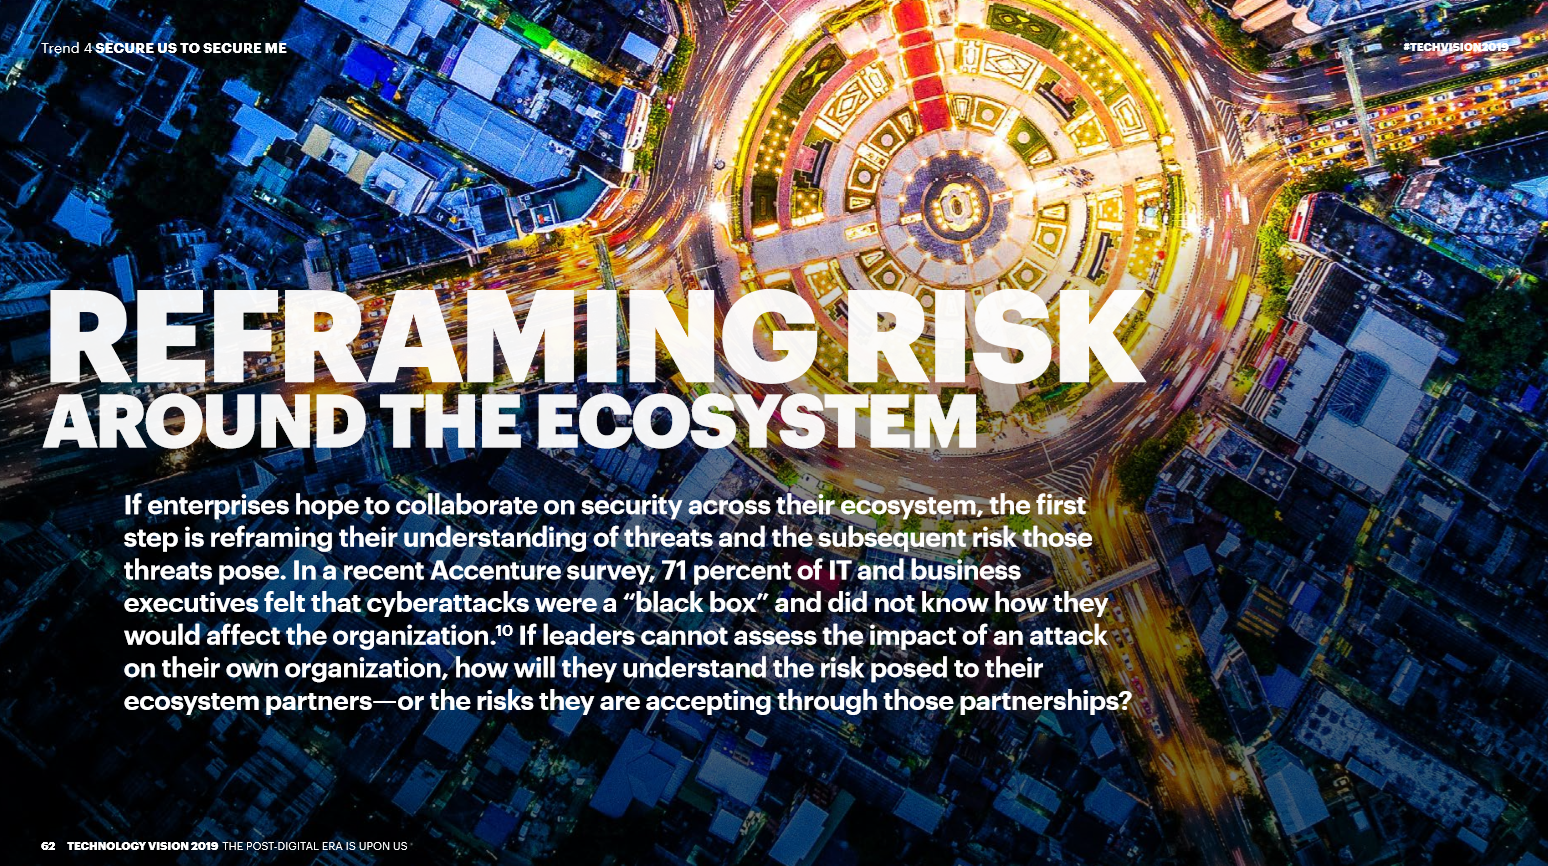 Trend 4 SECURE US TO SECURE ME
#TECHVISION2019
REFRAMING RISK
AROUND THE ECOSYSTEM
If enterprises hope to collaborate on security across their ecosystem, the first
step is reframing their understanding of threats and the subsequent risk those
threats pose. In a recent Accenture survey, 71 percent of IT and business
executives felt that cyberattacks were a “black box” and did not know how they
would affect the organization.¹⁰ If leaders cannot assess the impact of an attack
on their own organization, how will they understand the risk posed to their
ecosystem partners—or the risks they are accepting through those partnerships?
62 TECHNOLOGY VISION 2019 THE POST-DIGITAL ERA IS UPON US